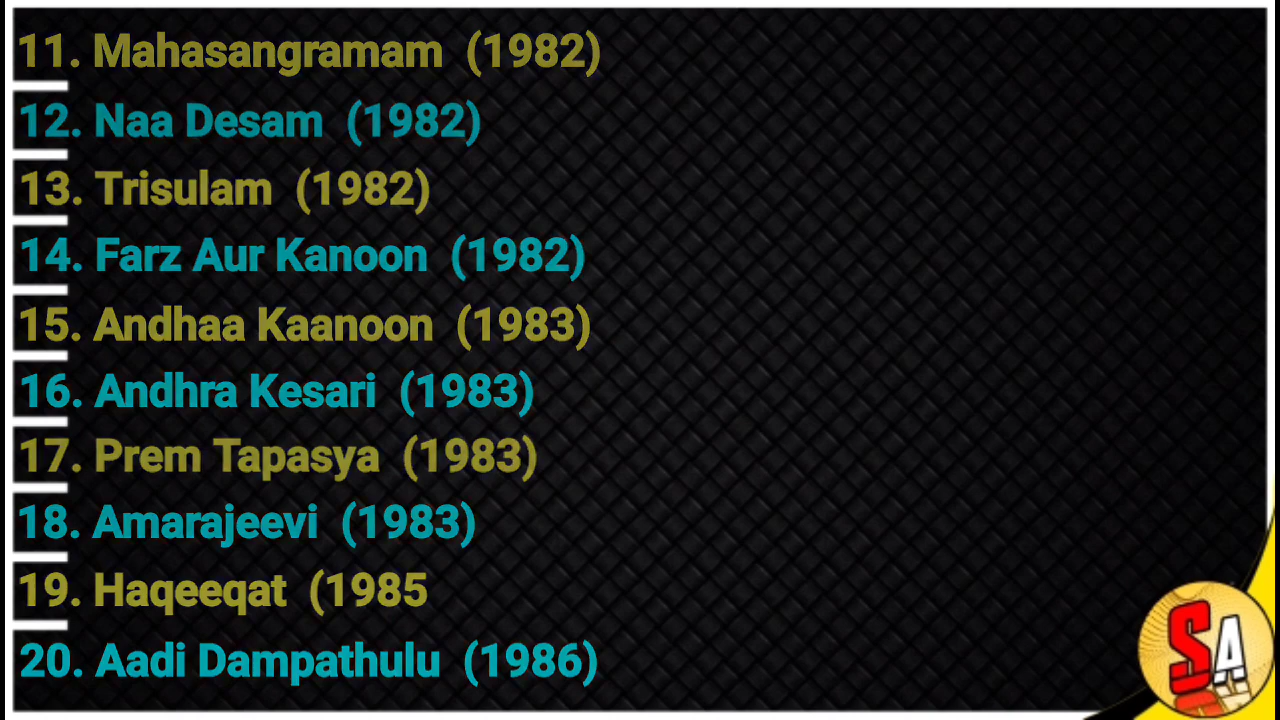 11. Mahasangramam (1982)
12. Naa Desam (1982)
13. Trisulam (1982)
14. Farz Aur Kanoon (1982)
15. Andhaa Kaanoon (1983)
16. Andhra Kesari (1983)
17. Prem Tapasya (1983)
18. Amarajeevi (1983)
19. Haqeeqat (1985
20. Aadi Dampathulu (1986)
SA